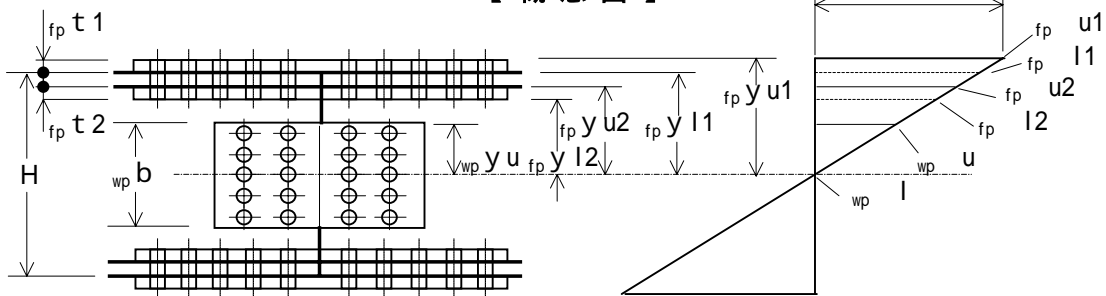 fp t 1
fp t 2
H
wp b
wp y u
fp y l2
fp y u2
fp y l1
fp y u1
fp u1
fp l1
fp u2
fp l2
wp u
wp l